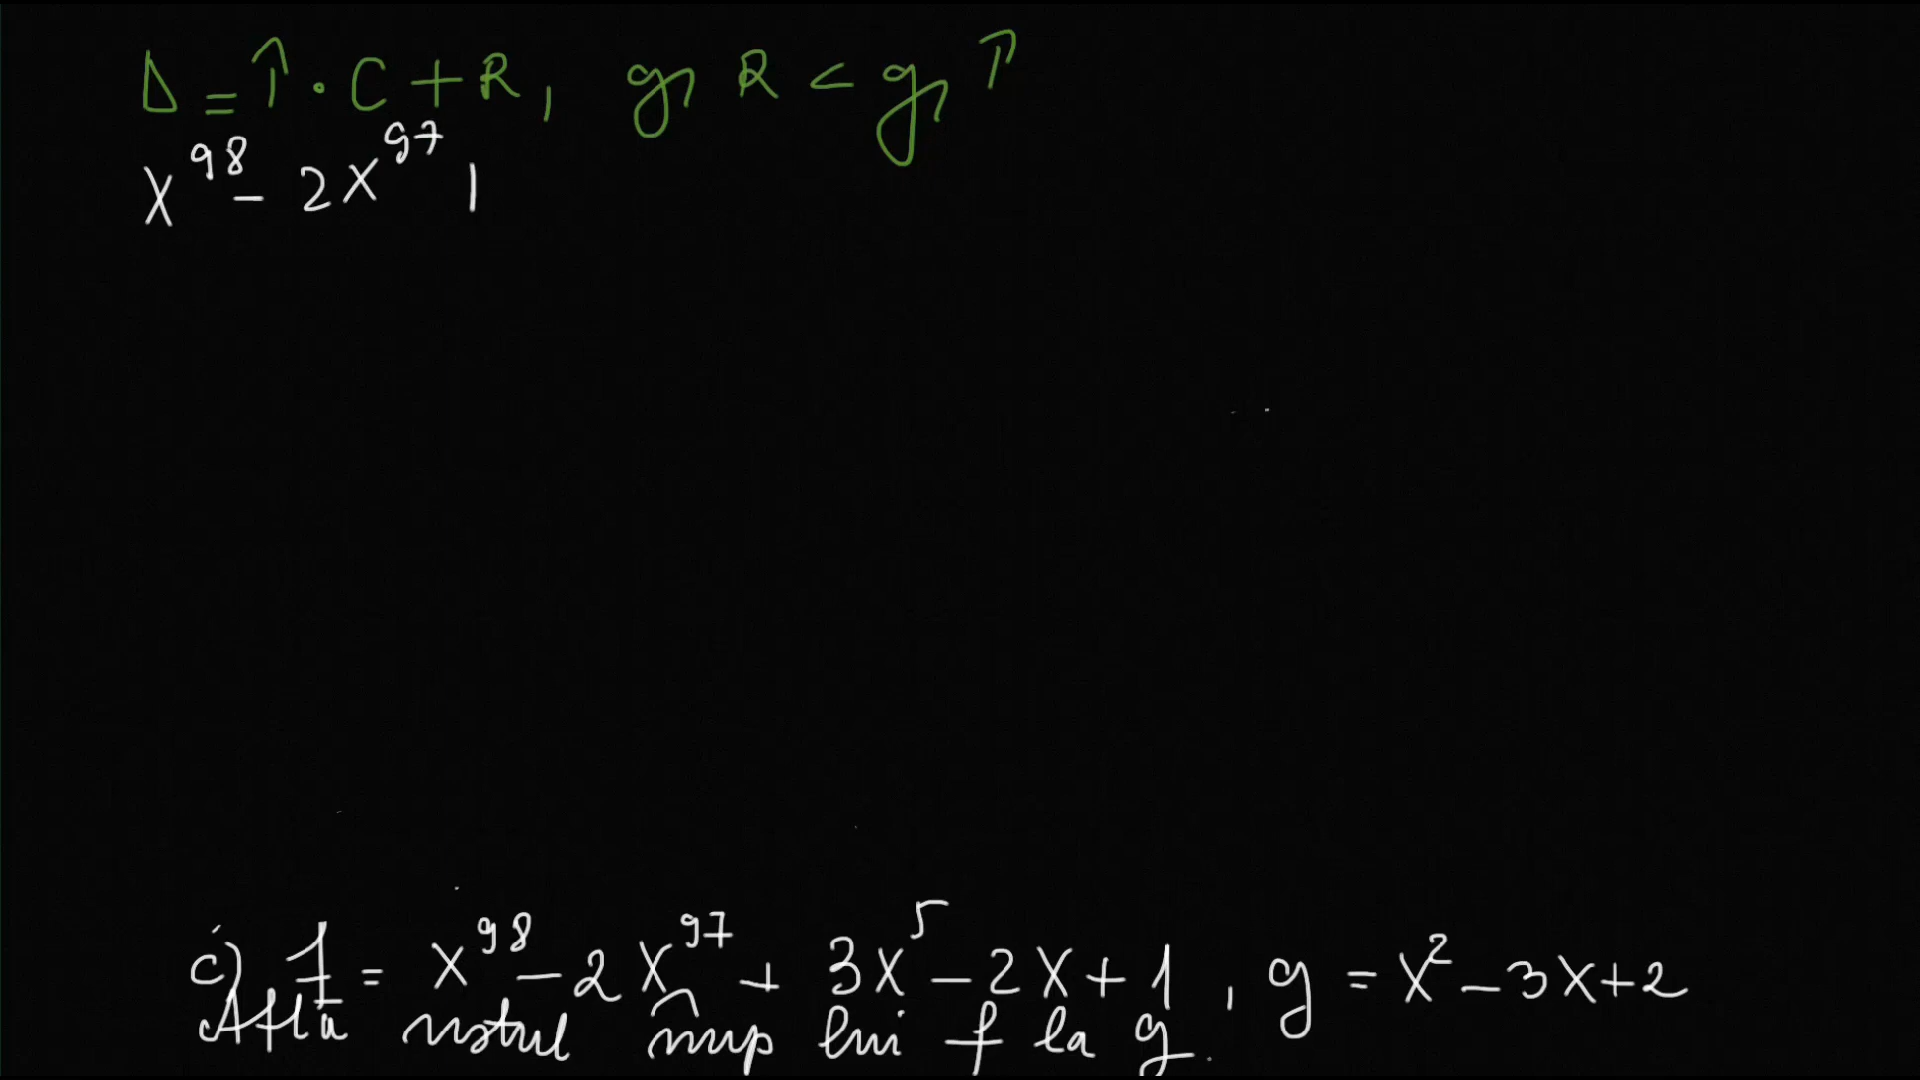 D = Î · C + R, gr R < gr Î
X^98 - 2X^97 1
c) f = X^98 - 2X^97 + 3X^5 - 2X + 1, g = X^2 - 3X + 2
Află restul împ lui f la g.